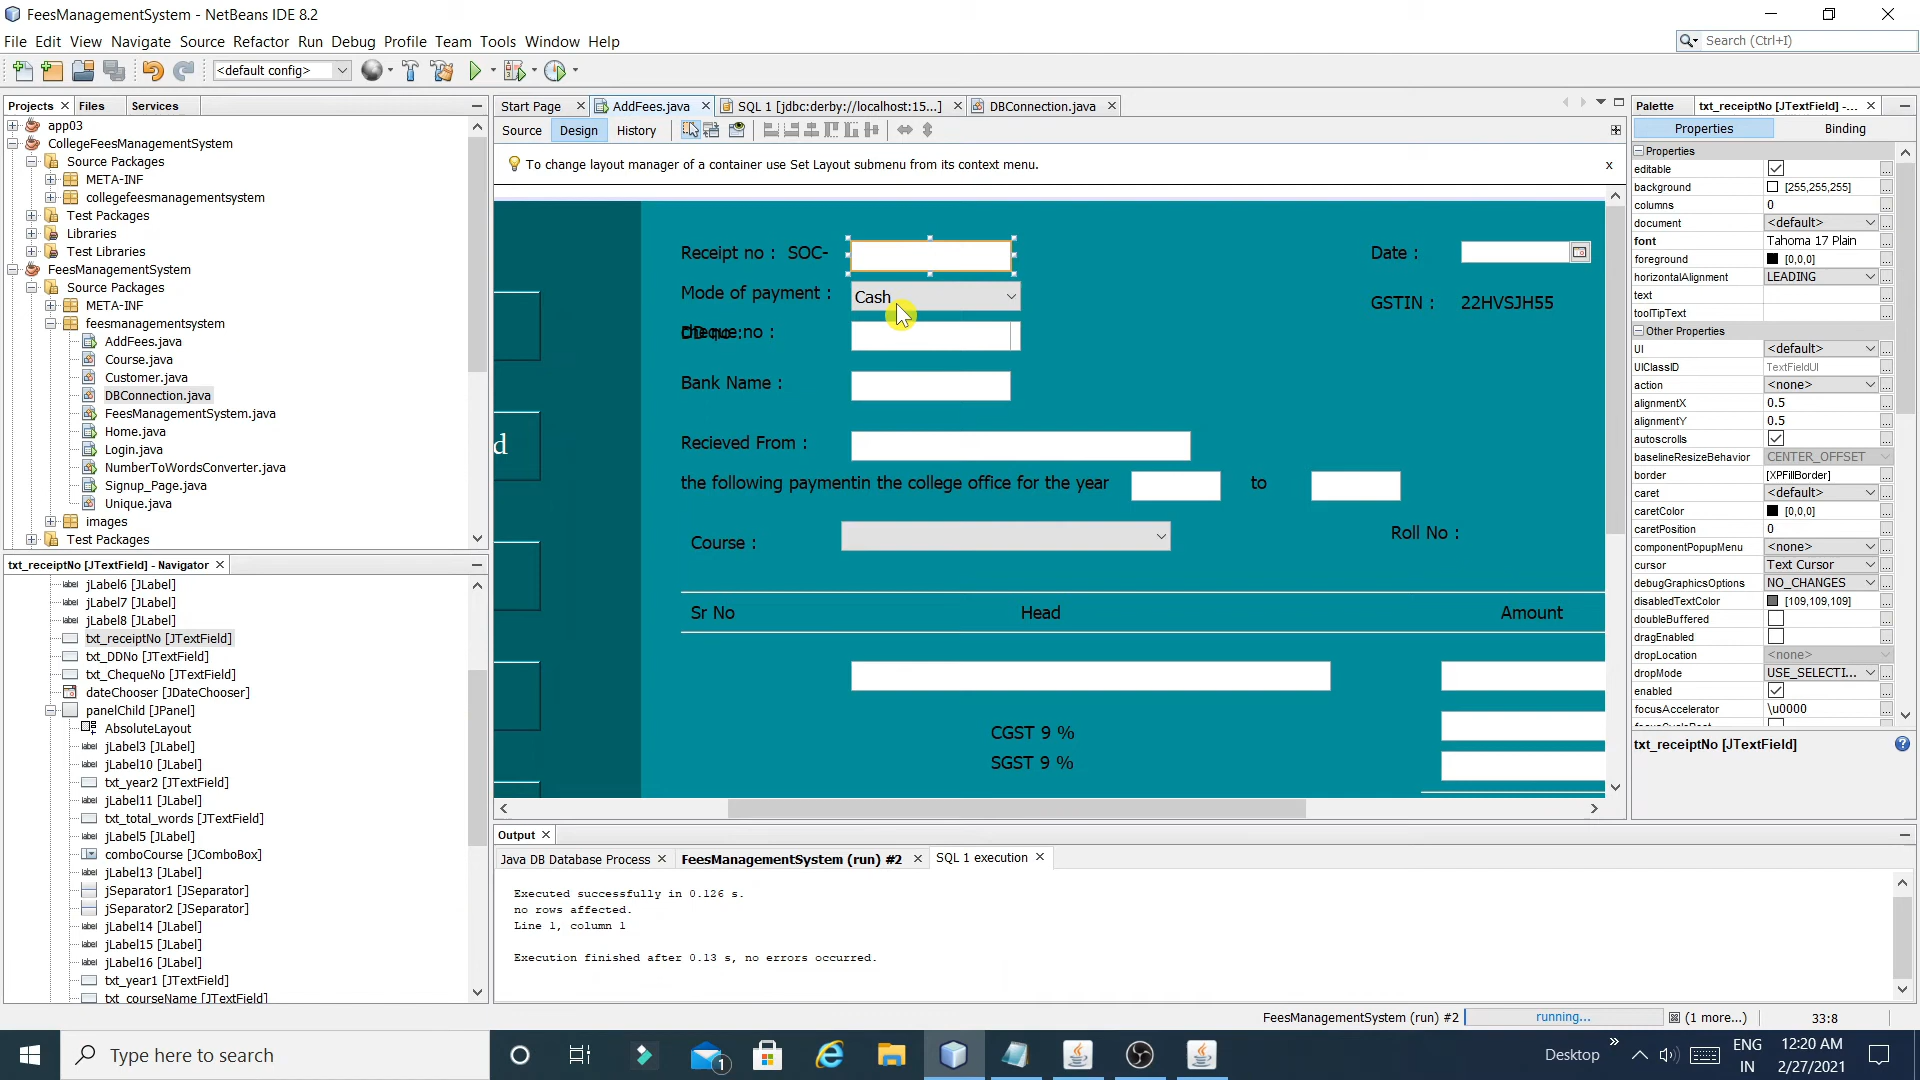 FeesManagementSystem - NetBeans IDE 8.2
File Edit View Navigate Source Refactor Run Debug Profile Team Tools Window Help
Search (Ctrl+I)
<default config>
Projects Files Services
app03
CollegeFeesManagementSystem
Source Packages
META-INF
collegefeesmanagementsystem
Test Packages
Libraries
Test Libraries
FeesManagementSystem
Source Packages
META-INF
feesmanagementsystem
AddFees.java
Course.java
Customer.java
DBConnection.java
FeesManagementSystem.java
Home.java
Login.java
NumberToWordsConverter.java
Signup_Page.java
Unique.java
images
Test Packages
txt_receiptNo [JTextField] - Navigator
jLabel6 [JLabel]
jLabel7 [JLabel]
jLabel8 [JLabel]
txt_receiptNo [JTextField]
txt_DDNo [JTextField]
txt_ChequeNo [JTextField]
dateChooser [JDateChooser]
panelChild [JPanel]
AbsoluteLayout
jLabel3 [JLabel]
jLabel10 [JLabel]
txt_year2 [JTextField]
jLabel11 [JLabel]
txt_total_words [JTextField]
jLabel5 [JLabel]
comboCourse [JComboBox]
jLabel13 [JLabel]
jSeparator1 [JSeparator]
jSeparator2 [JSeparator]
jLabel14 [JLabel]
jLabel15 [JLabel]
jLabel16 [JLabel]
txt_year1 [JTextField]
txt_courseName [JTextField]
Start Page AddFees.java SQL 1 [jdbc:derby://localhost:15...] DBConnection.java
Source Design History
To change layout manager of a container use Set Layout submenu from its context menu.
x
Receipt no : SOC- Date :
Mode of payment : Cash GSTIN : 22HVSJH55
no :
Bank Name :
d
Recieved From :
the following paymentin the college office for the year to
Course : Roll No :
Sr No Head Amount
CGST 9 %
SGST 9 %
Output
Java DB Database Process FeesManagementSystem (run) #2 SQL 1 execution
Executed successfully in 0.126 s.
no rows affected.
Line 1, column 1
Execution finished after 0.13 s, no errors occurred.
Palette txt_receiptNo [JTextField] -...
Properties Binding
Properties
editable
background [255,255,255]
columns 0
document <default>
font Tahoma 17 Plain
foreground [0,0,0]
horizontalAlignment LEADING
text
toolTipText
Other Properties
UI <default>
UIClassID TextFieldUI
action <none>
alignmentX 0.5
alignmentY 0.5
autoscrolls
baselineResizeBehavior CENTER_OFFSET
border [XPFillBorder]
caret <default>
caretColor [0,0,0]
caretPosition 0
componentPopupMenu <none>
cursor Text Cursor
debugGraphicsOptions NO_CHANGES
disabledTextColor [109,109,109]
doubleBuffered
dragEnabled
dropLocation <none>
dropMode USE_SELECTI...
enabled
focusAccelerator \u0000
txt_receiptNo [JTextField]
FeesManagementSystem (run) #2 running... (1 more...) 33:8
Type here to search
1
Desktop
ENG
IN
12:20 AM
2/27/2021